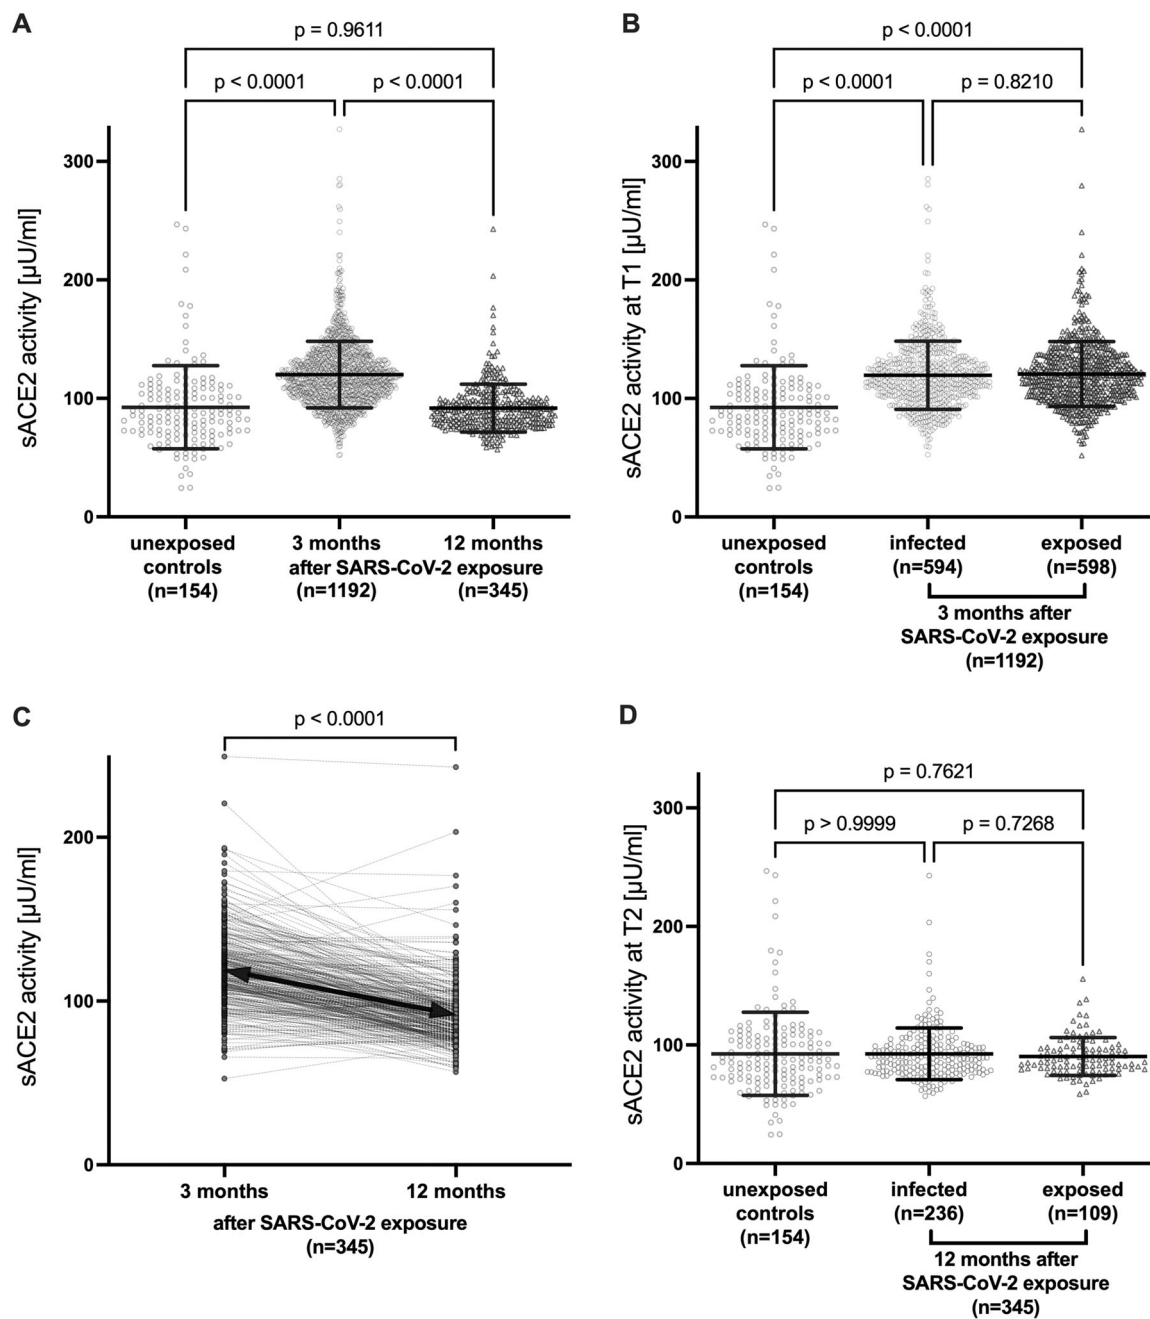 A
p = 0.9611
p < 0.0001
p < 0.0001
sACE2 activity [µU/ml]
300
200
100
0
unexposed
controls
(n=154)
3 months
12 months
after SARS-CoV-2 exposure
(n=1192)
(n=345)
B
p < 0.0001
p < 0.0001
p = 0.8210
sACE2 activity at T1 [µU/ml]
300
200
100
0
unexposed
controls
(n=154)
infected
(n=594)
exposed
(n=598)
3 months after
SARS-CoV-2 exposure
(n=1192)
C
p < 0.0001
sACE2 activity [µU/ml]
200
100
0
3 months
12 months
after SARS-CoV-2 exposure
(n=345)
D
p = 0.7621
p > 0.9999
p = 0.7268
sACE2 activity at T2 [µU/ml]
300
200
100
0
unexposed
controls
(n=154)
infected
(n=236)
exposed
(n=109)
12 months after
SARS-CoV-2 exposure
(n=345)